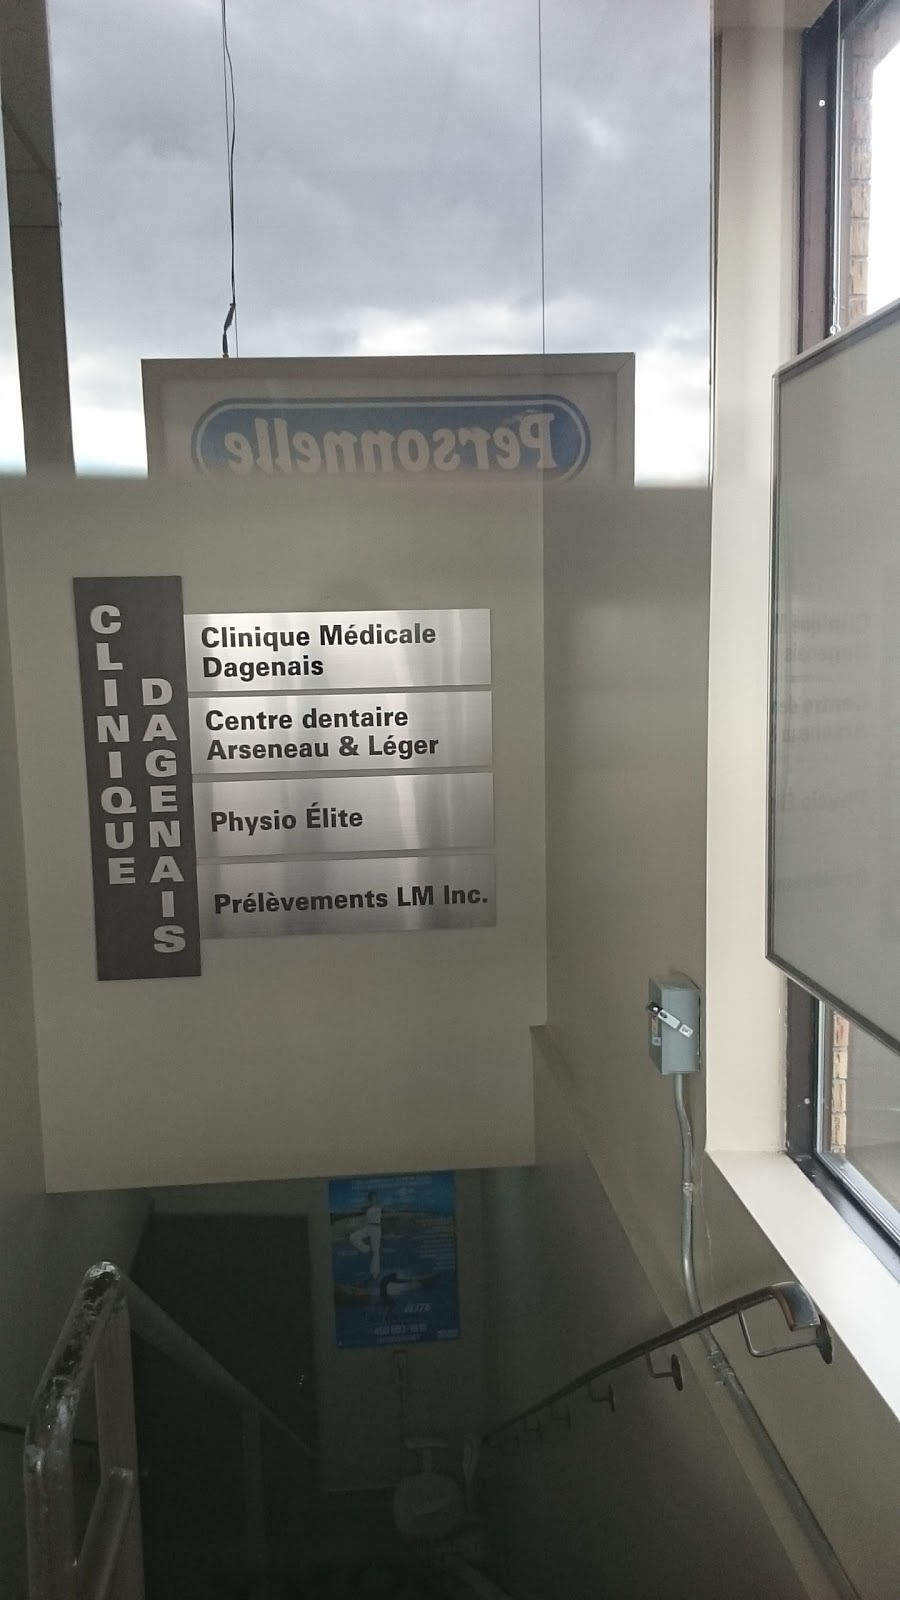 Personnelle
CLINIQUE
DAGENAIS
Clinique Médicale
Dagenais
Centre dentaire
Arseneau & Léger
Physio Élite
Prélèvements LM Inc.